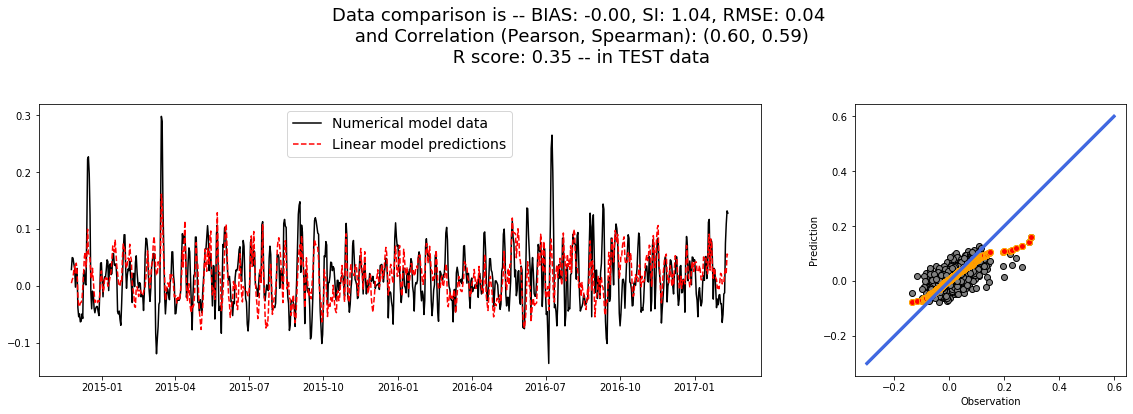 Data comparison is -- BIAS: -0.00, SI: 1.04, RMSE: 0.04
and Correlation (Pearson, Spearman): (0.60, 0.59)
R score: 0.35 -- in TEST data
0.3
0.2
0.1
0.0
−0.1
2015-01 2015-04 2015-07 2015-10 2016-01 2016-04 2016-07 2016-10 2017-01
Numerical model data
Linear model predictions
Prediction
0.6
0.4
0.2
0.0
−0.2
−0.2 0.0 0.2 0.4 0.6
Observation